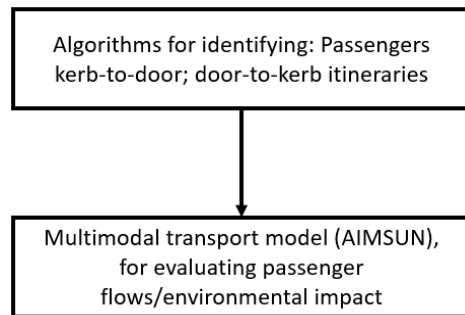 Algorithms for identifying: Passengers
kerb-to-door; door-to-kerb itineraries
Multimodal transport model (AIMSUN),
for evaluating passenger
flows/environmental impact